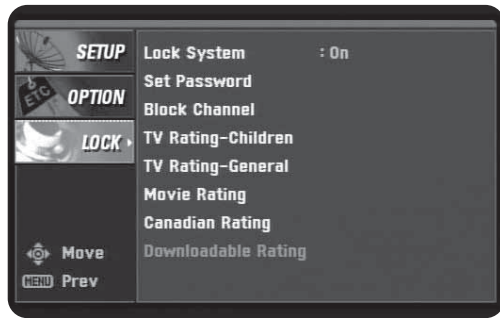 SETUP
OPTION
LOCK
Lock System : On
Set Password
Block Channel
TV Rating-Children
TV Rating-General
Movie Rating
Canadian Rating
Downloadable Rating
ETC
Move
MENU Prev